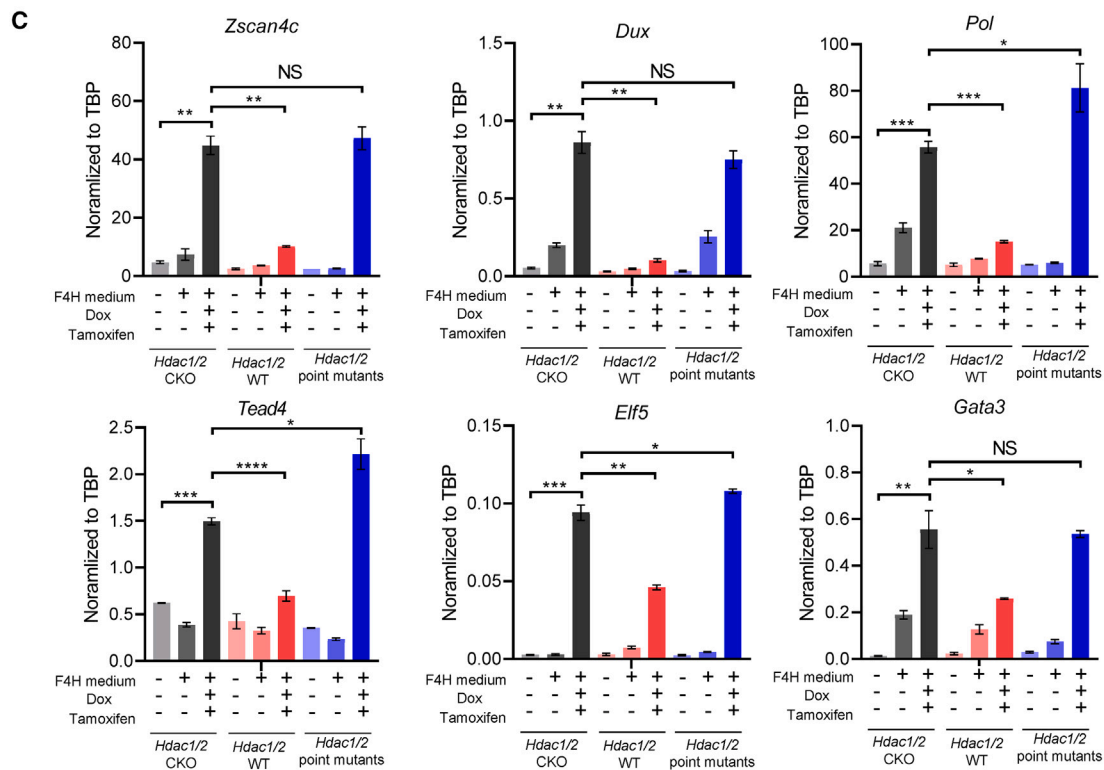 C
Zscan4c
Noramlized to TBP
80
60
40
20
0
**
**
NS
F4H medium - + + - + + - + +
Dox - + - + - +
Tamoxifen - + - + - +
Hdac1/2 CKO
Hdac1/2 WT
Hdac1/2 point mutants
Dux
Noramlized to TBP
1.5
1.0
0.5
0.0
**
**
NS
F4H medium - + + - + + - + +
Dox - + - + - +
Tamoxifen - + - + - +
Hdac1/2 CKO
Hdac1/2 WT
Hdac1/2 point mutants
Pol
Noramlized to TBP
100
80
60
40
20
0
***
***
*
F4H medium - + + - + + - + +
Dox - + - + - +
Tamoxifen - + - + - +
Hdac1/2 CKO
Hdac1/2 WT
Hdac1/2 point mutants
Tead4
Noramlized to TBP
2.5
2.0
1.5
1.0
0.5
0.0
***
****
*
F4H medium - + + - + + - + +
Dox - + - + - +
Tamoxifen - + - + - +
Hdac1/2 CKO
Hdac1/2 WT
Hdac1/2 point mutants
Elf5
Noramlized to TBP
0.15
0.10
0.05
0.00
***
**
*
F4H medium - + + - + + - + +
Dox - + - + - +
Tamoxifen - + - + - +
Hdac1/2 CKO
Hdac1/2 WT
Hdac1/2 point mutants
Gata3
Noramlized to TBP
1.0
0.8
0.6
0.4
0.2
0.0
**
*
NS
F4H medium - + + - + + - + +
Dox - + - + - +
Tamoxifen - + - + - +
Hdac1/2 CKO
Hdac1/2 WT
Hdac1/2 point mutants